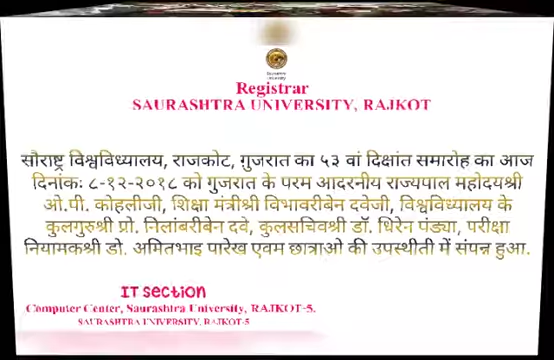 Saurashtra
University
Registrar
SAURASHTRA UNIVERSITY, RAJKOT
सौराष्ट्र विश्वविध्यालय, राजकोट, गुजरात का ५३ वां दिक्षांत समारोह का आज
दिनांकः ८-१२-२०१८ को गुजरात के परम आदरनीय राज्यपाल महोदयश्री
ओ.पी. कोहलीजी, शिक्षा मंत्रीश्री विभावरीबेन दवेजी, विश्वविध्यालय के
कुलगुरुश्री प्रो. निलांबरीबेन दवे, कुलसचिवश्री डॉ. धिरेन पंड्या, परीक्षा
नियामकश्री डो. अमितभाइ पारेख एवम छात्राओ की उपस्थीती में संपन्न हुआ.
IT Section
Computer Center, Saurashtra University, RAJKOT-5.
SAURASHTRA UNIVERSITY, RAJKOT-5